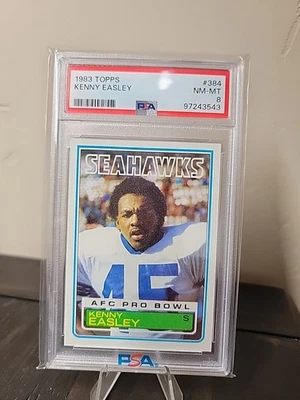 1983 TOPPS #384
KENNY EASLEY NM-MT
8
PSA 97243543
SEAHAWKS
45
AFC PRO BOWL
KENNY S
EASLEY
PSA